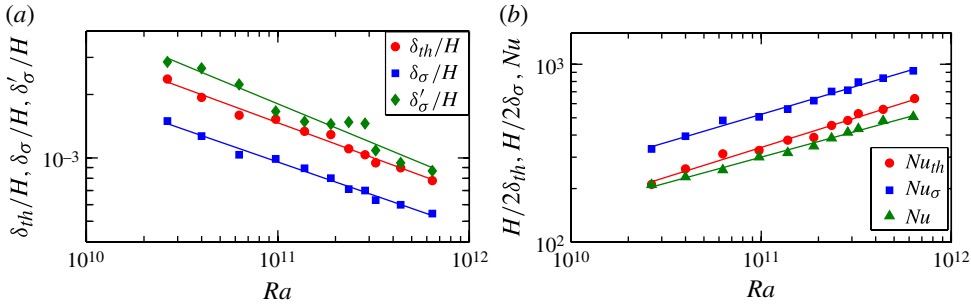 (a)
δth/H, δσ/H, δ′σ/H
10⁻³
10¹⁰
10¹¹
10¹²
Ra
δth/H
δσ/H
δ′σ/H
(b)
H/2δth, H/2δσ, Nu
10³
10²
10¹⁰
10¹¹
10¹²
Ra
Nuth
Nuσ
Nu